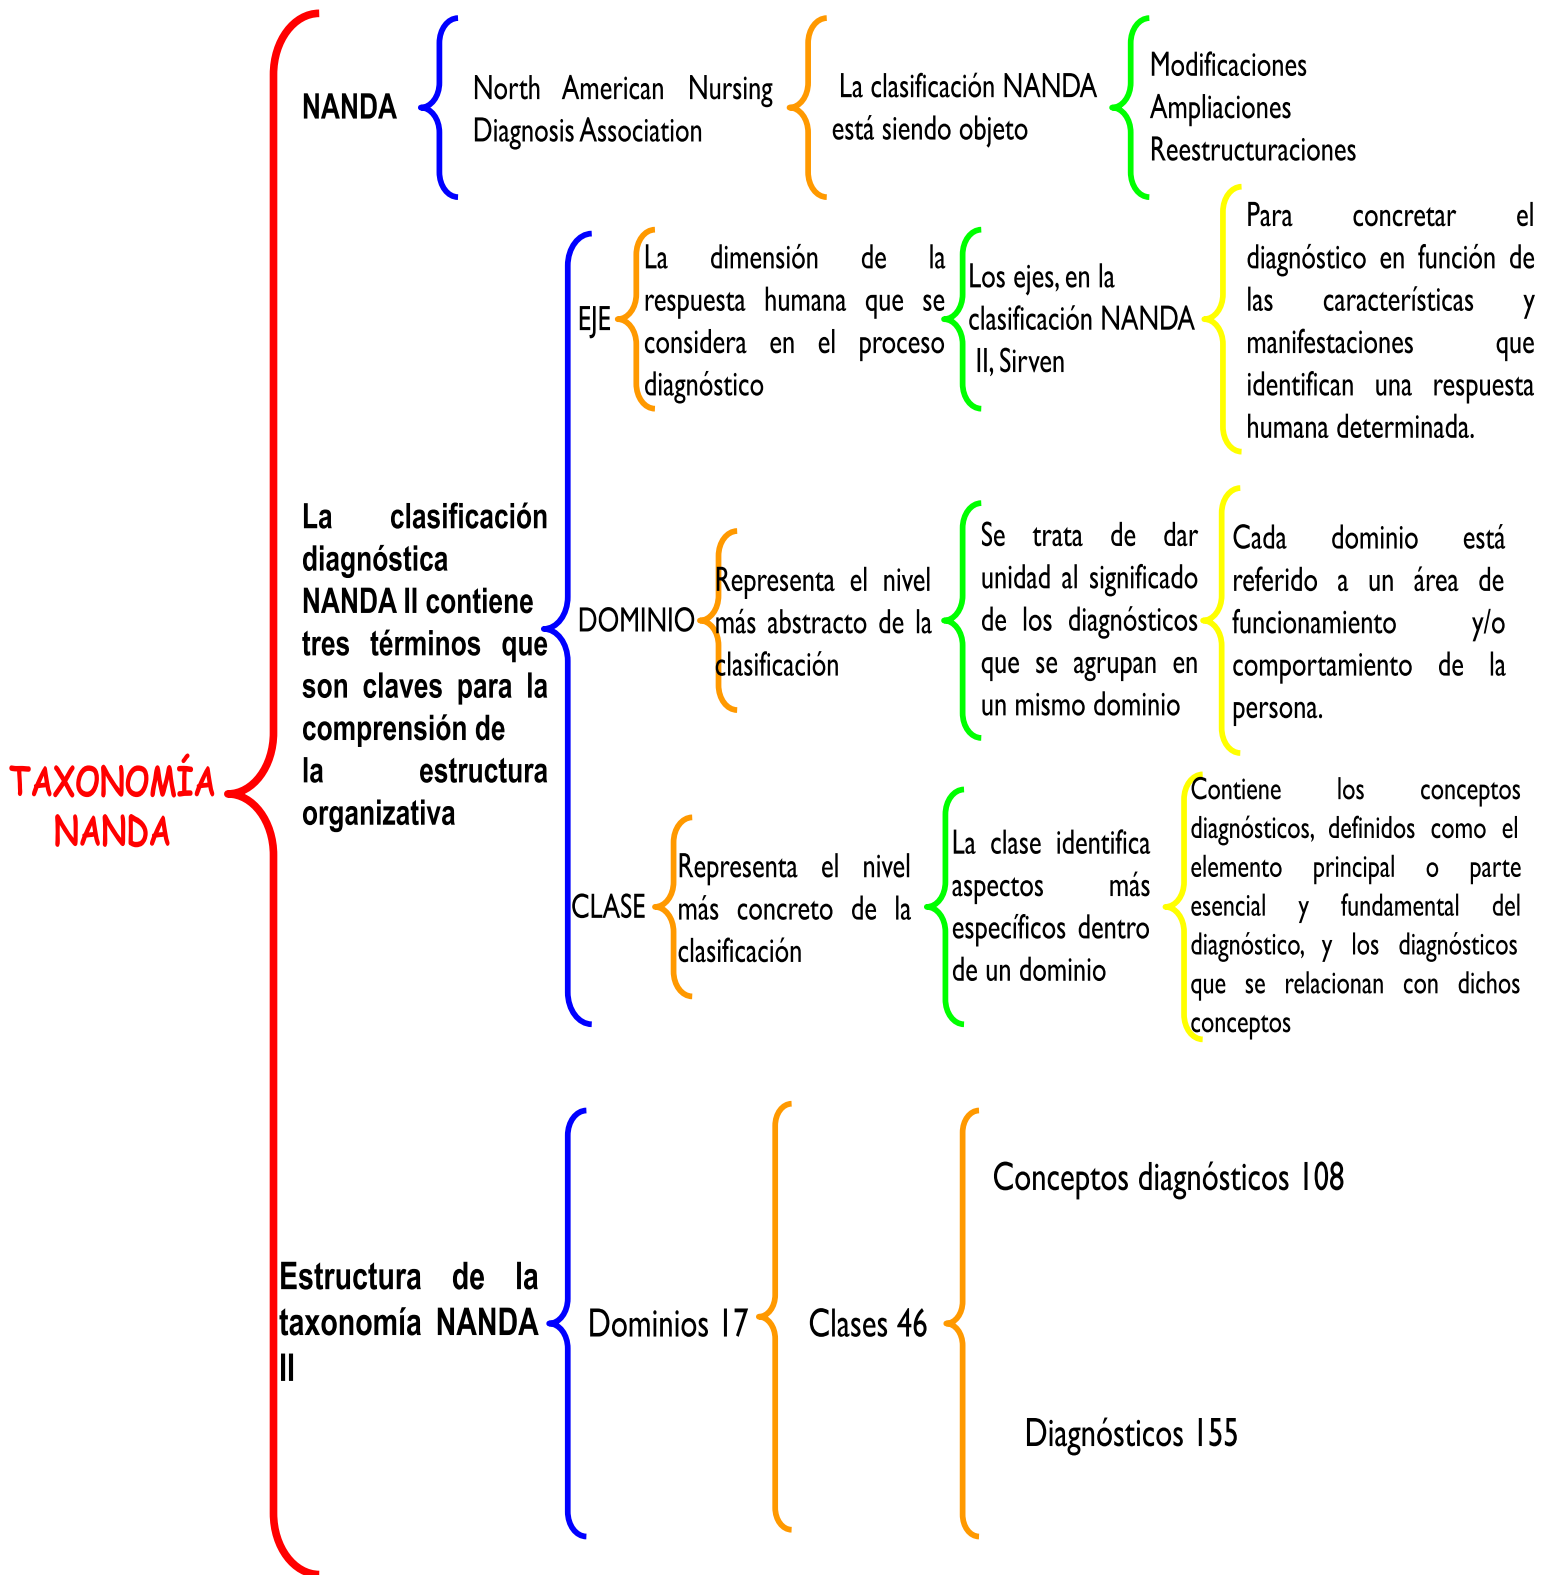 TAXONOMÍA
NANDA
NANDA
North American Nursing
Diagnosis Association
La clasificación NANDA
está siendo objeto
Modificaciones
Ampliaciones
Reestructuraciones
La clasificación
diagnóstica
NANDA II contiene
tres términos que
son claves para la
comprensión de
la estructura
organizativa
EJE
La dimensión de la
respuesta humana que se
considera en el proceso
diagnóstico
Los ejes, en la
clasificación NANDA
II, Sirven
Para concretar el
diagnóstico en función de
las características y
manifestaciones que
identifican una respuesta
humana determinada.
DOMINIO
Representa el nivel
más abstracto de la
clasificación
Se trata de dar
unidad al significado
de los diagnósticos
que se agrupan en
un mismo dominio
Cada dominio está
referido a un área de
funcionamiento y/o
comportamiento de la
persona.
CLASE
Representa el nivel
más concreto de la
clasificación
La clase identifica
aspectos más
específicos dentro
de un dominio
Contiene los conceptos
diagnósticos, definidos como el
elemento principal o parte
esencial y fundamental del
diagnóstico, y los diagnósticos
que se relacionan con dichos
conceptos
Estructura de la
taxonomía NANDA
II
Dominios 17
Clases 46
Conceptos diagnósticos 108
Diagnósticos 155